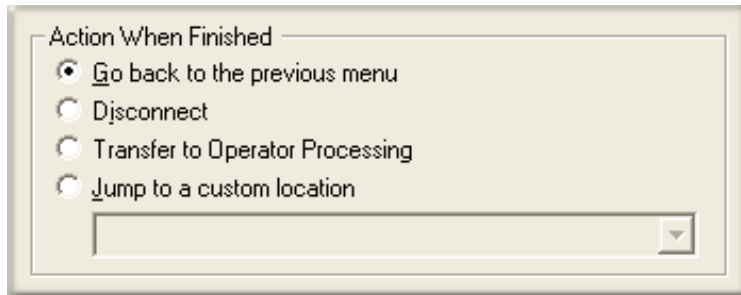 Action When Finished
Go back to the previous menu
Disconnect
Transfer to Operator Processing
Jump to a custom location